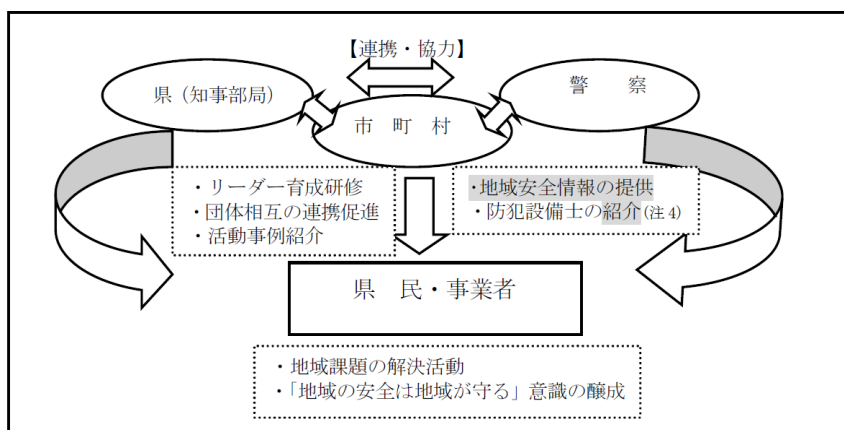 【連携・協力】
県（知事部局）
警 察
市 町 村
・リーダー育成研修
・団体相互の連携促進
・活動事例紹介
・地域安全情報の提供
・防犯設備士の紹介(注4)
県 民・事業者
・地域課題の解決活動
・「地域の安全は地域が守る」意識の醸成